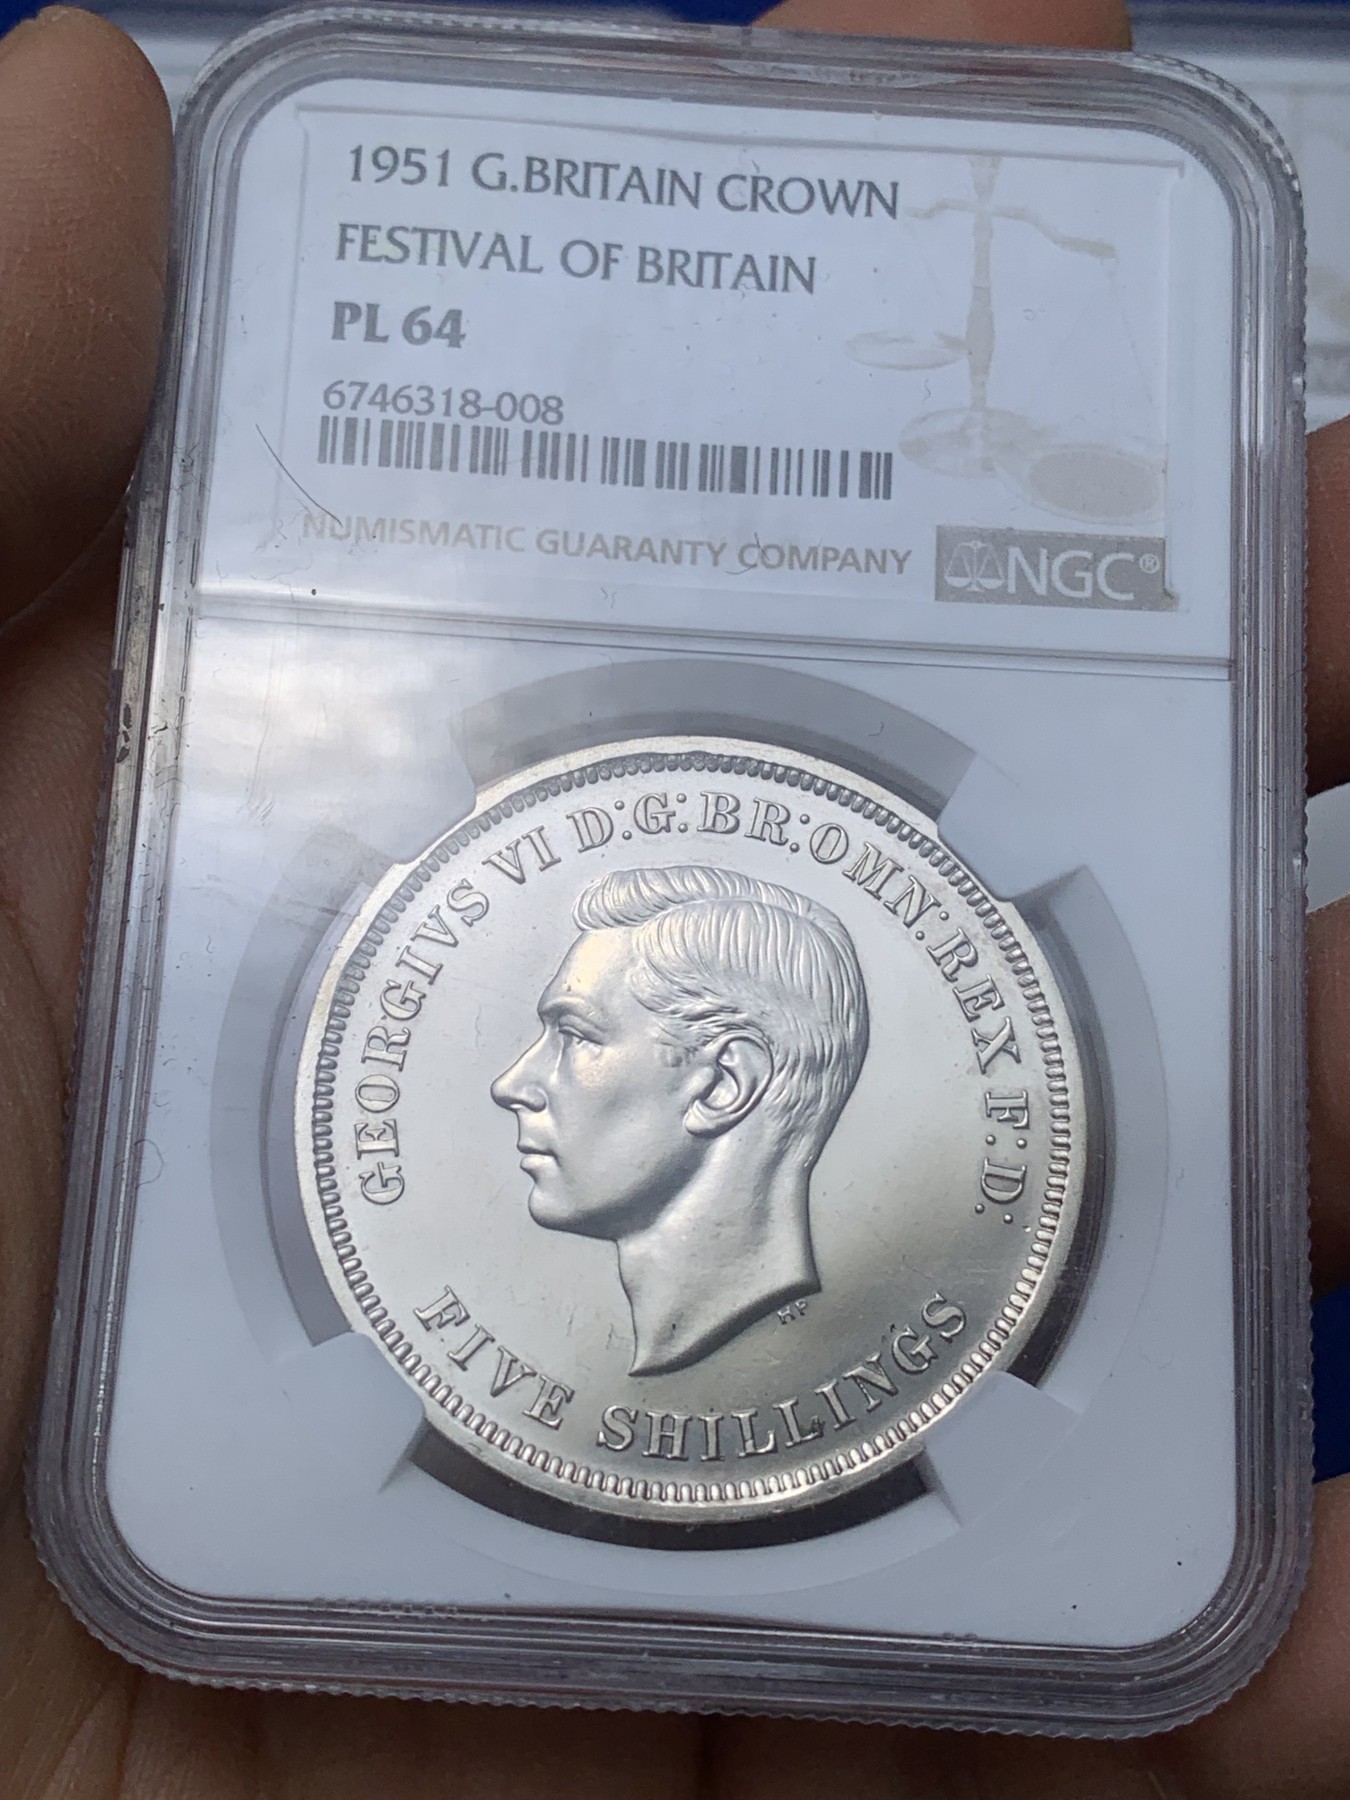 1951 G.BRITAIN CROWN
FESTIVAL OF BRITAIN
PL 64
6746318-008
NUMISMATIC GUARANTY COMPANY
NGC®
GEORGIVS VI D:G:BR:OMN:REX F:D:
HP
FIVE SHILLINGS